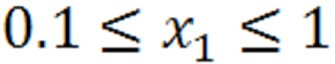 0.1 ≤ x₁ ≤ 1